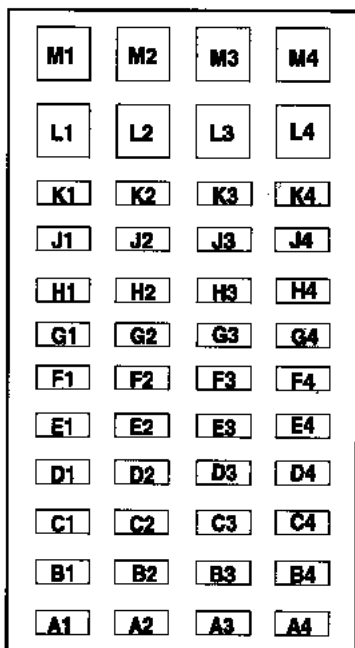 M1 M2 M3 M4
L1 L2 L3 L4
K1 K2 K3 K4
J1 J2 J3 J4
H1 H2 H3 H4
G1 G2 G3 G4
F1 F2 F3 F4
E1 E2 E3 E4
D1 D2 D3 D4
C1 C2 C3 C4
B1 B2 B3 B4
A1 A2 A3 A4